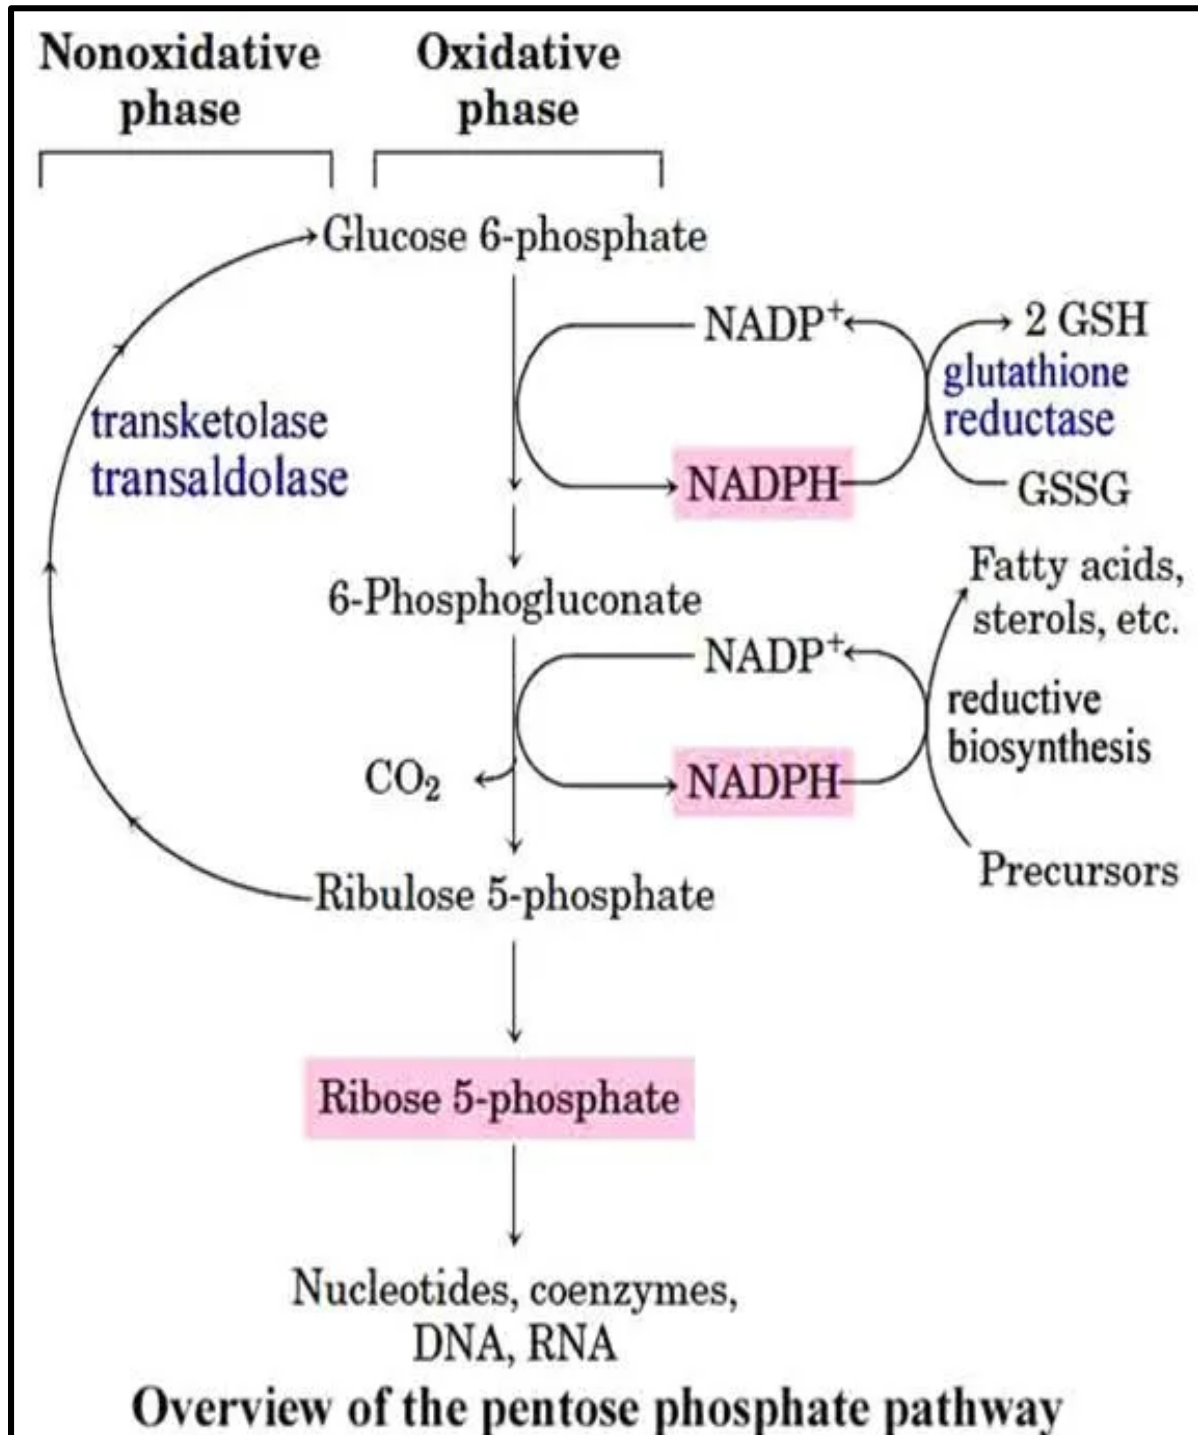 Nonoxidative phase
Oxidative phase
Glucose 6-phosphate
NADP⁺
2 GSH
glutathione
reductase
transketolase
transaldolase
NADPH
GSSG
6-Phosphogluconate
Fatty acids,
sterols, etc.
NADP⁺
reductive
biosynthesis
CO₂
NADPH
Precursors
Ribulose 5-phosphate
Ribose 5-phosphate
Nucleotides, coenzymes,
DNA, RNA
Overview of the pentose phosphate pathway